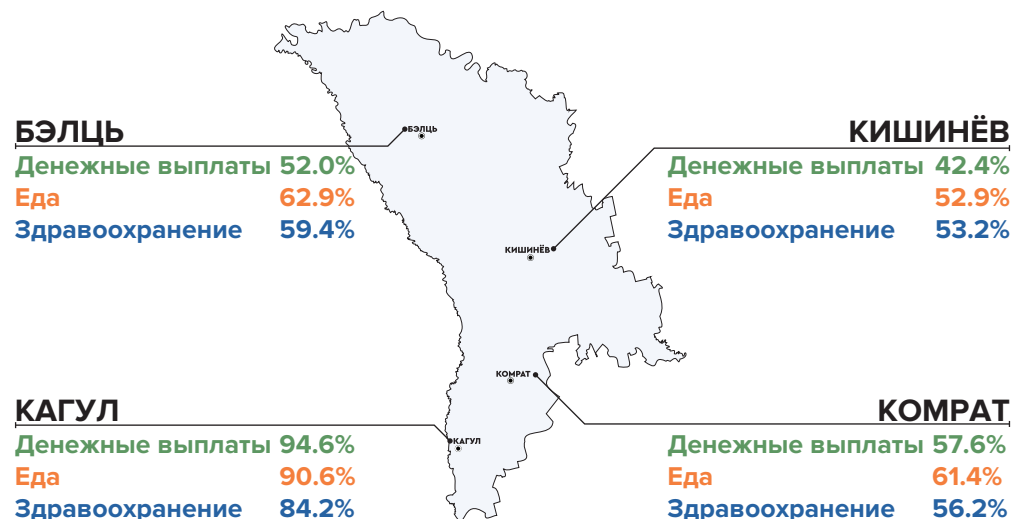 БЭЛЦЬ
Денежные выплаты 52.0%
Еда 62.9%
Здравоохранение 59.4%
КИШИНЁВ
Денежные выплаты 42.4%
Еда 52.9%
Здравоохранение 53.2%
БЭЛЦЬ
КИШИНЁВ
КОМРАТ
КАГУЛ
КАГУЛ
Денежные выплаты 94.6%
Еда 90.6%
Здравоохранение 84.2%
КОМРАТ
Денежные выплаты 57.6%
Еда 61.4%
Здравоохранение 56.2%